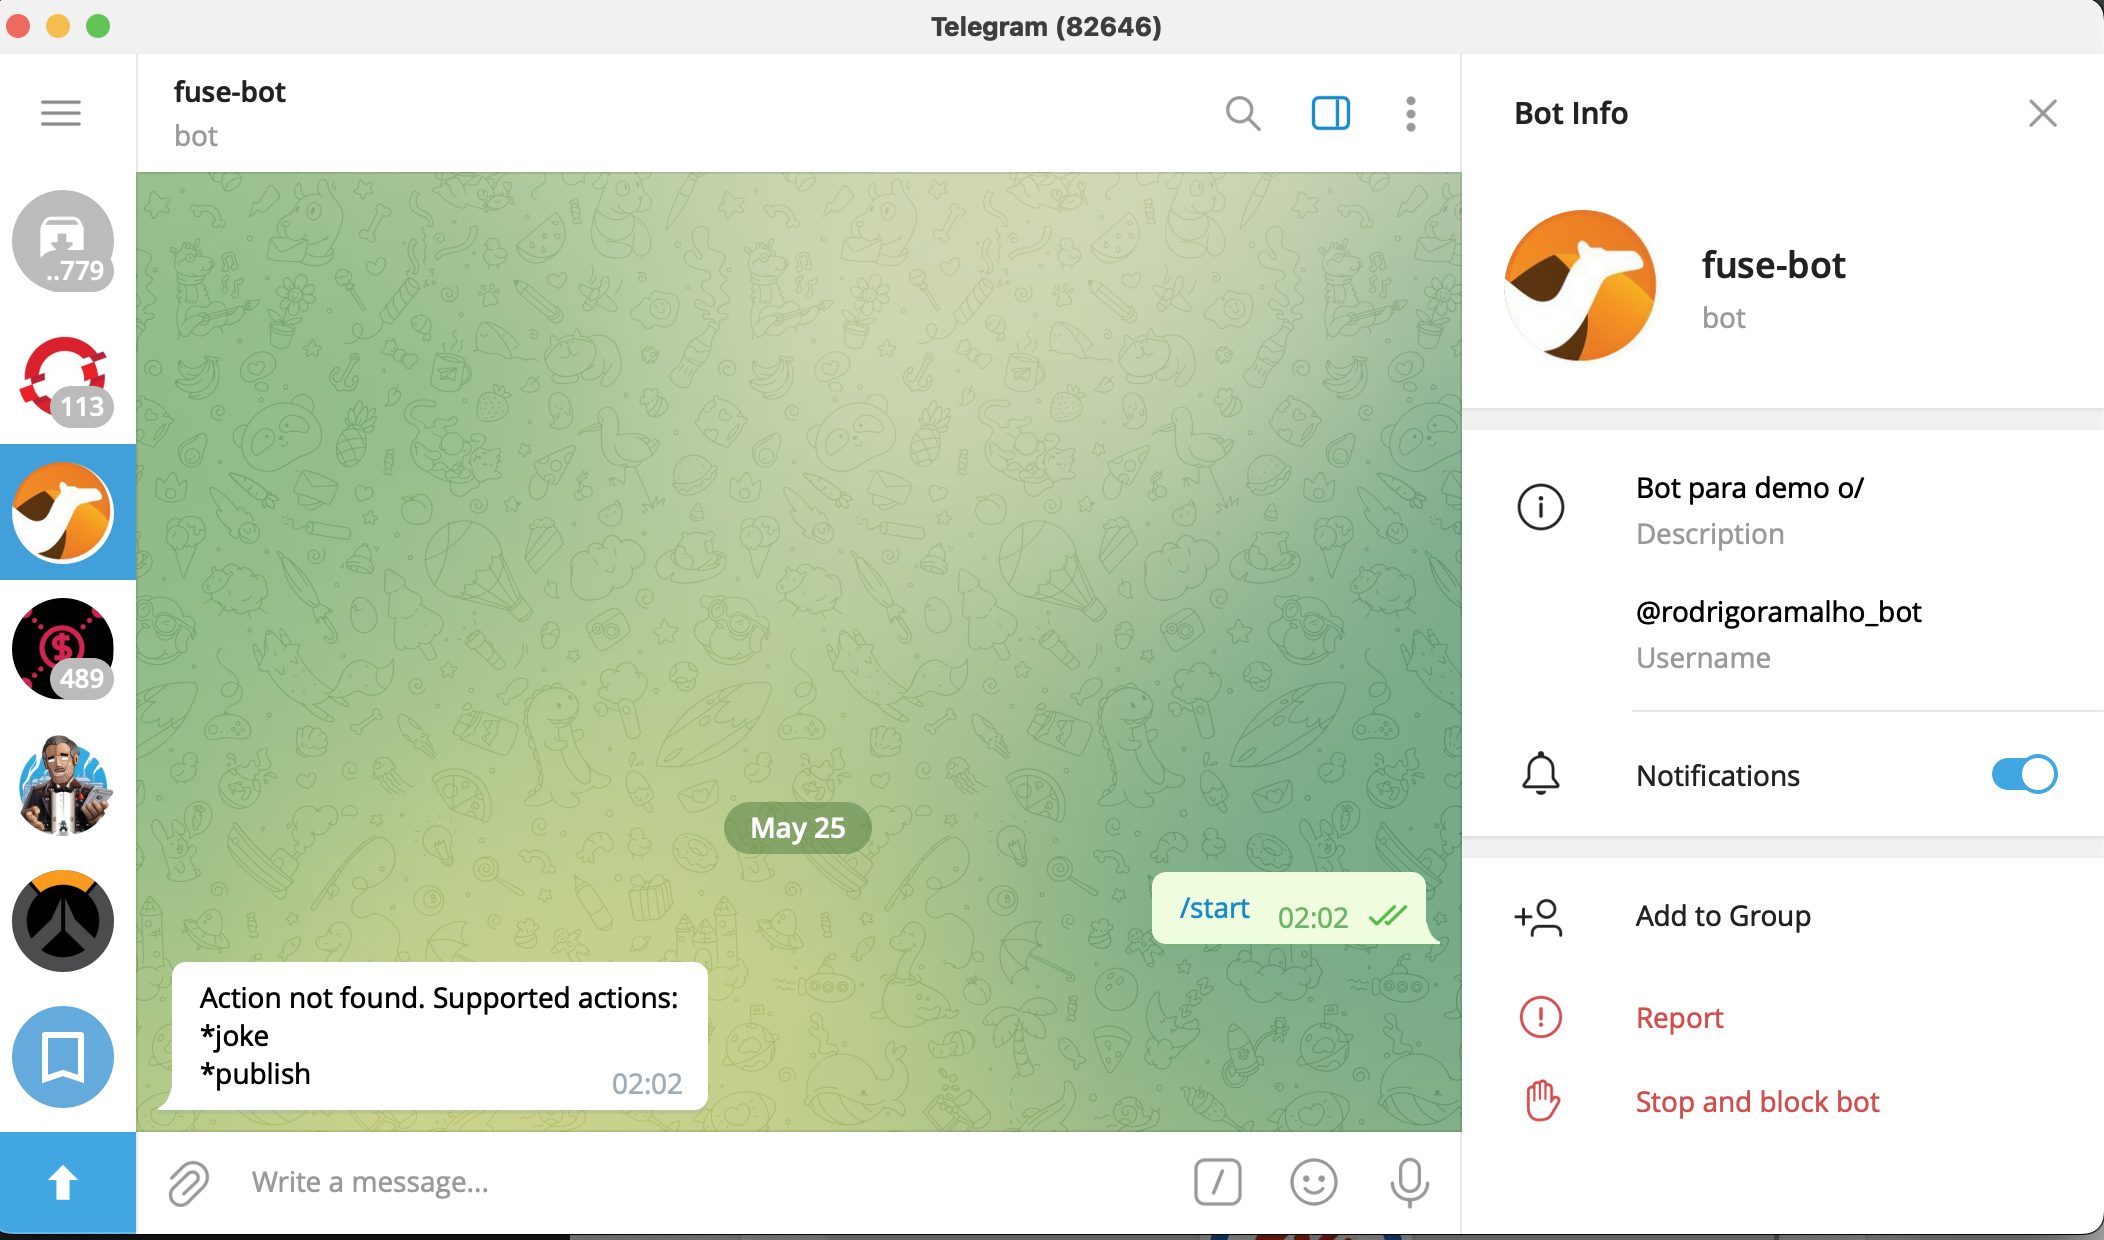 Telegram (82646)
fuse-bot
bot
..779
113
489
May 25
/start 02:02
Action not found. Supported actions:
*joke
*publish 02:02
Write a message...
Bot Info
fuse-bot
bot
Bot para demo o/
Description
@rodrigoramalho_bot
Username
Notifications
Add to Group
Report
Stop and block bot